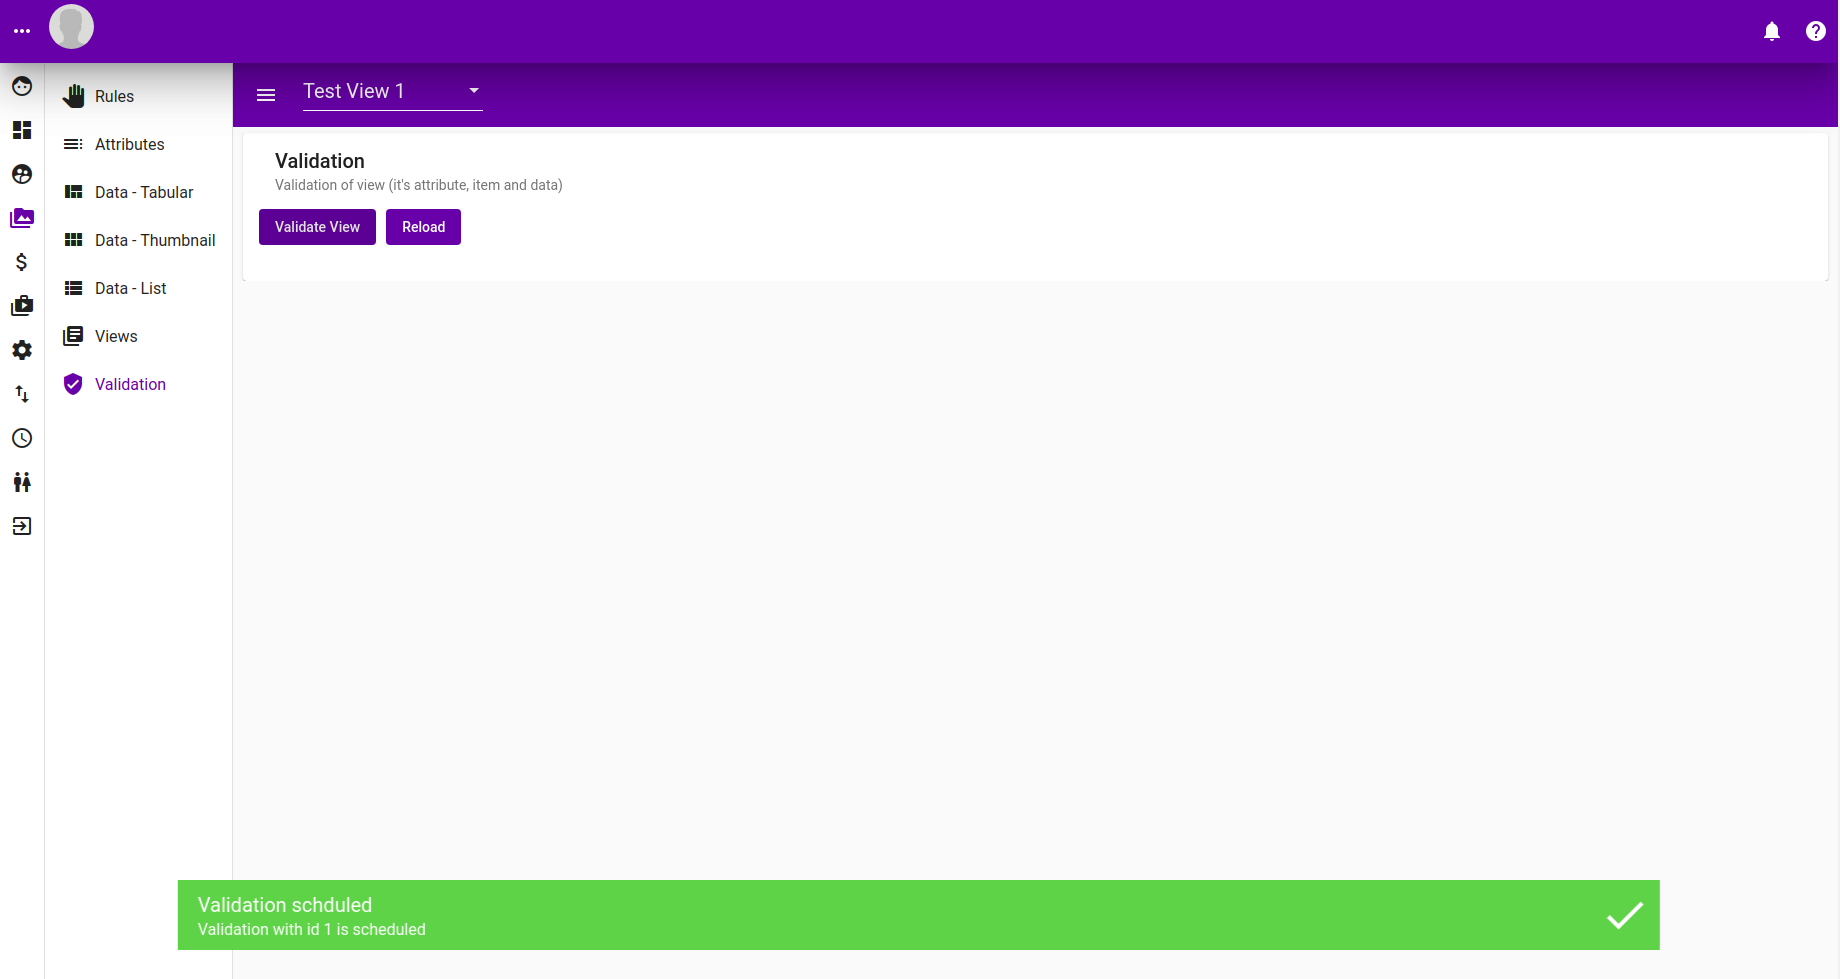 Rules
Attributes
Data - Tabular
Data - Thumbnail
Data - List
Views
Validation
Test View 1
Validation
Validation of view (it's attribute, item and data)
Validate View
Reload
Validation schduled
Validation with id 1 is scheduled